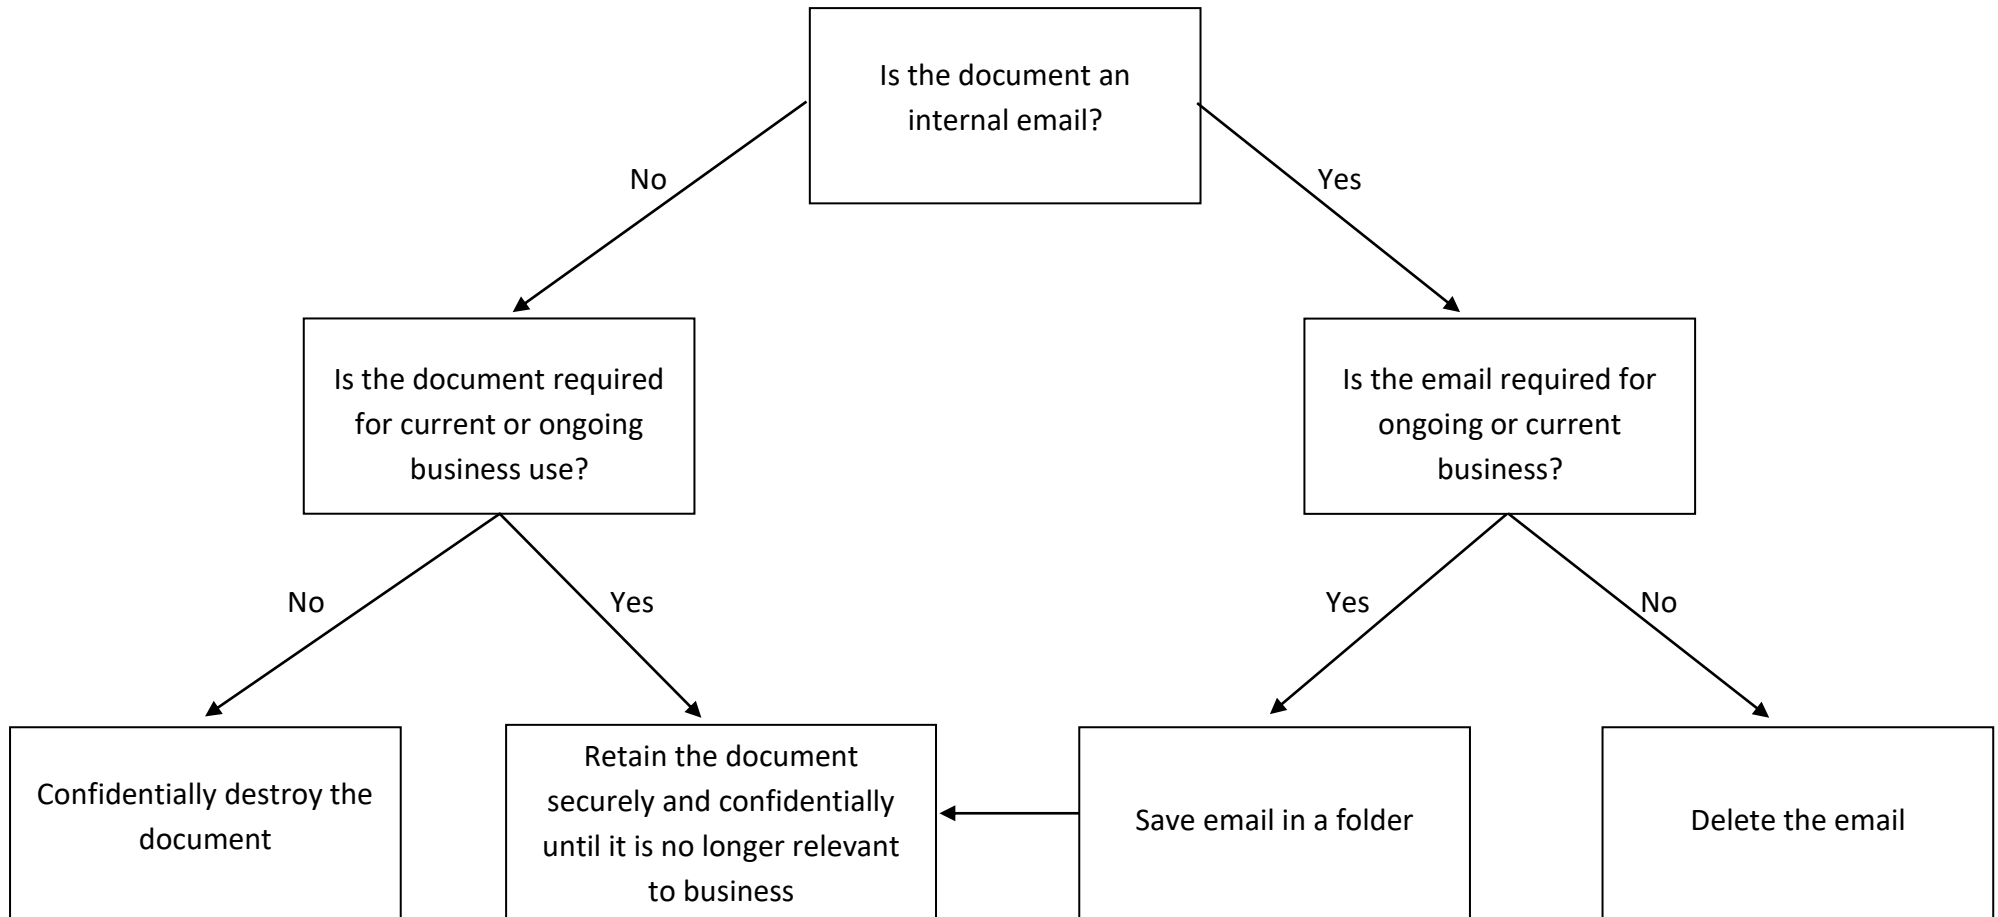 Is the document an
internal email?
No
Yes
Is the document required
for current or ongoing
business use?
Is the email required for
ongoing or current
business?
No
Yes
Yes
No
Confidentially destroy the
document
Retain the document
securely and confidentially
until it is no longer relevant
to business
Save email in a folder
Delete the email